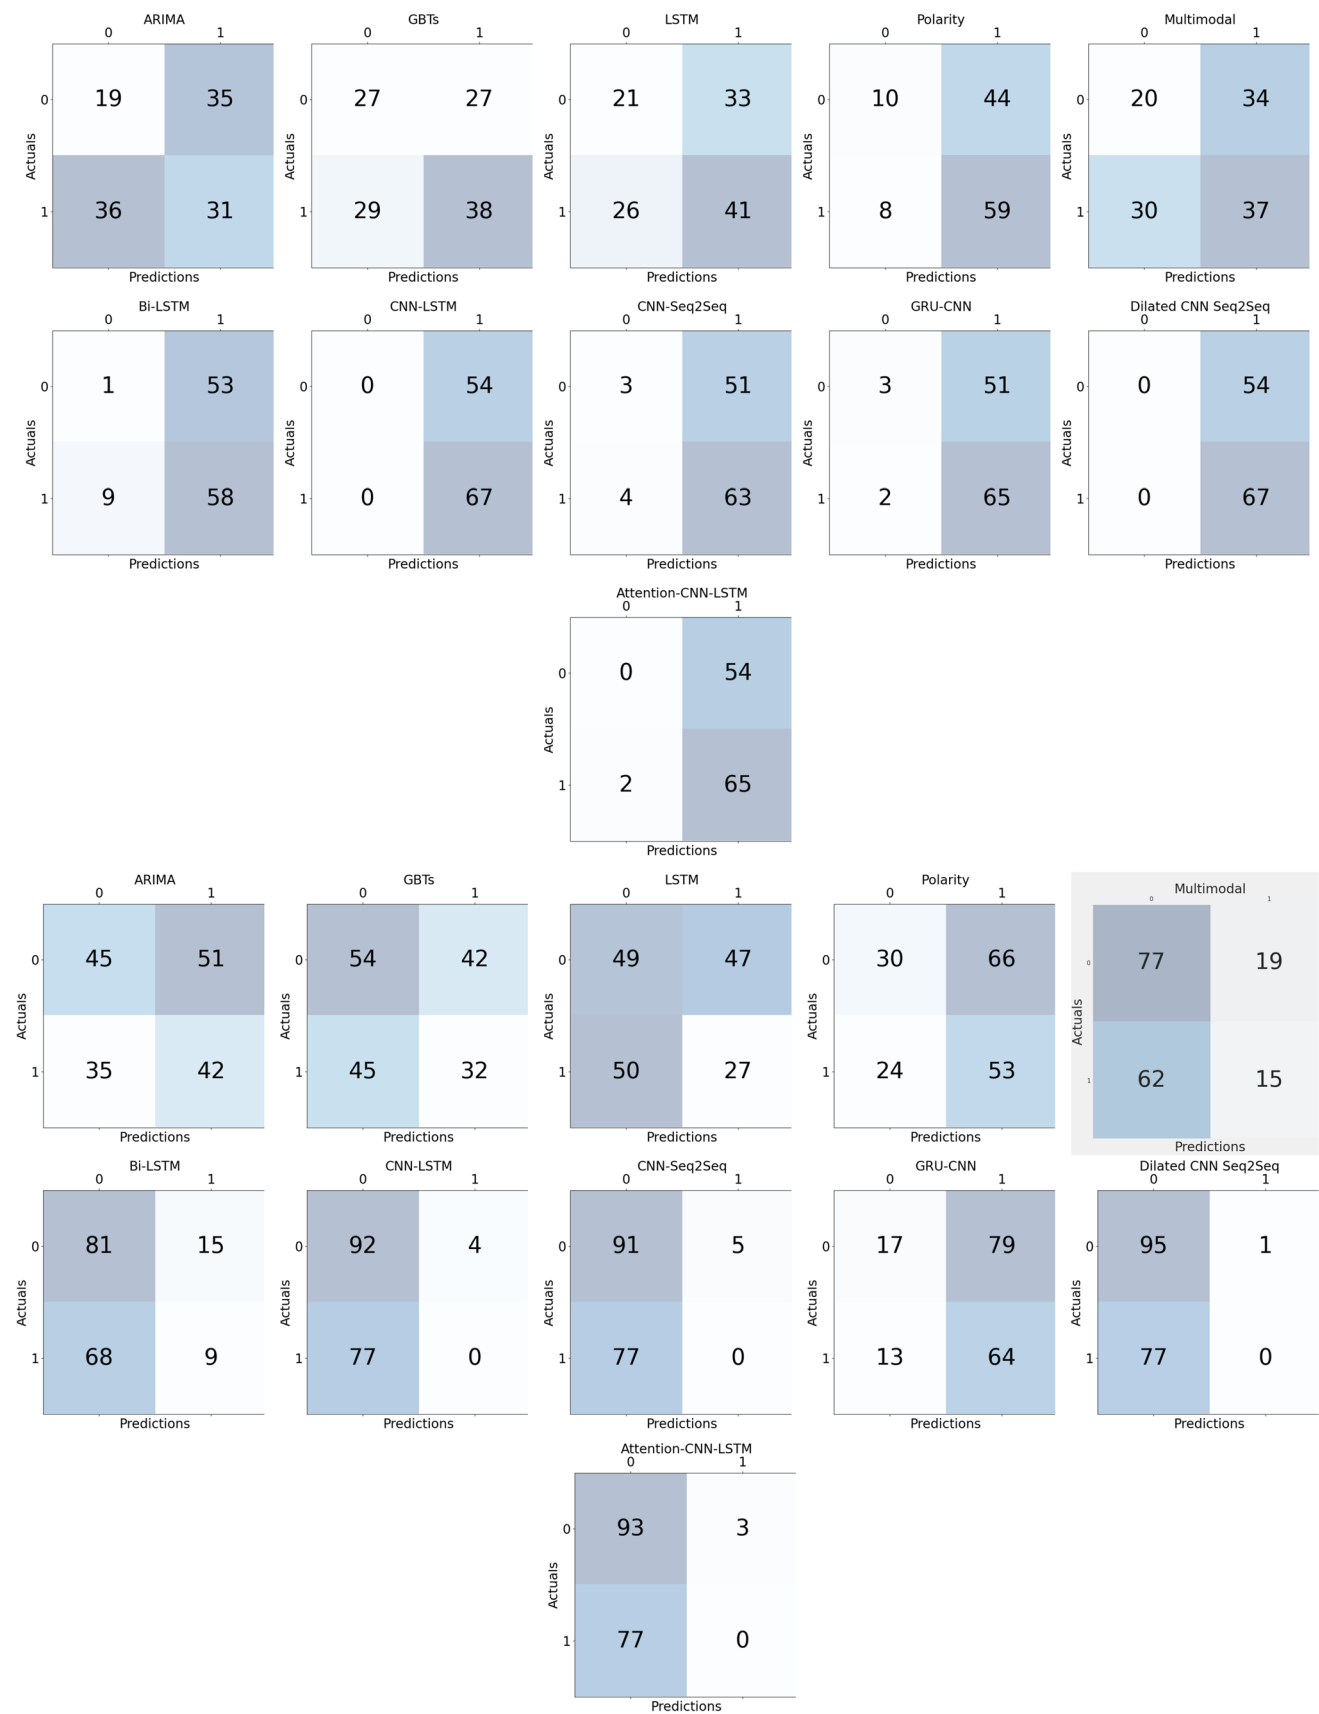 ARIMA GBTs LSTM Polarity Multimodal
0 1 0 1 0 1 0 1 0 1
0 19 35 0 27 27 0 21 33 0 10 44 0 20 34
Actuals Actuals Actuals Actuals Actuals
1 36 31 1 29 38 1 26 41 1 8 59 1 30 37
Predictions Predictions Predictions Predictions Predictions
Bi-LSTM CNN-LSTM CNN-Seq2Seq GRU-CNN Dilated CNN Seq2Seq
0 1 0 1 0 1 0 1 0 1
0 1 53 0 0 54 0 3 51 0 3 51 0 0 54
Actuals Actuals Actuals Actuals Actuals
1 9 58 1 0 67 1 4 63 1 2 65 1 0 67
Predictions Predictions Predictions Predictions Predictions
Attention-CNN-LSTM
0 1
0 0 54
Actuals
1 2 65
Predictions
ARIMA GBTs LSTM Polarity Multimodal
0 1 0 1 0 1 0 1 0 1
0 45 51 0 54 42 0 49 47 0 30 66 0 77 19
Actuals Actuals Actuals Actuals Actuals
1 35 42 1 45 32 1 50 27 1 24 53 1 62 15
Predictions Predictions Predictions Predictions Predictions
Bi-LSTM CNN-LSTM CNN-Seq2Seq GRU-CNN Dilated CNN Seq2Seq
0 1 0 1 0 1 0 1 0 1
0 81 15 0 92 4 0 91 5 0 17 79 0 95 1
Actuals Actuals Actuals Actuals Actuals
1 68 9 1 77 0 1 77 0 1 13 64 1 77 0
Predictions Predictions Predictions Predictions Predictions
Attention-CNN-LSTM
0 1
0 93 3
Actuals
1 77 0
Predictions